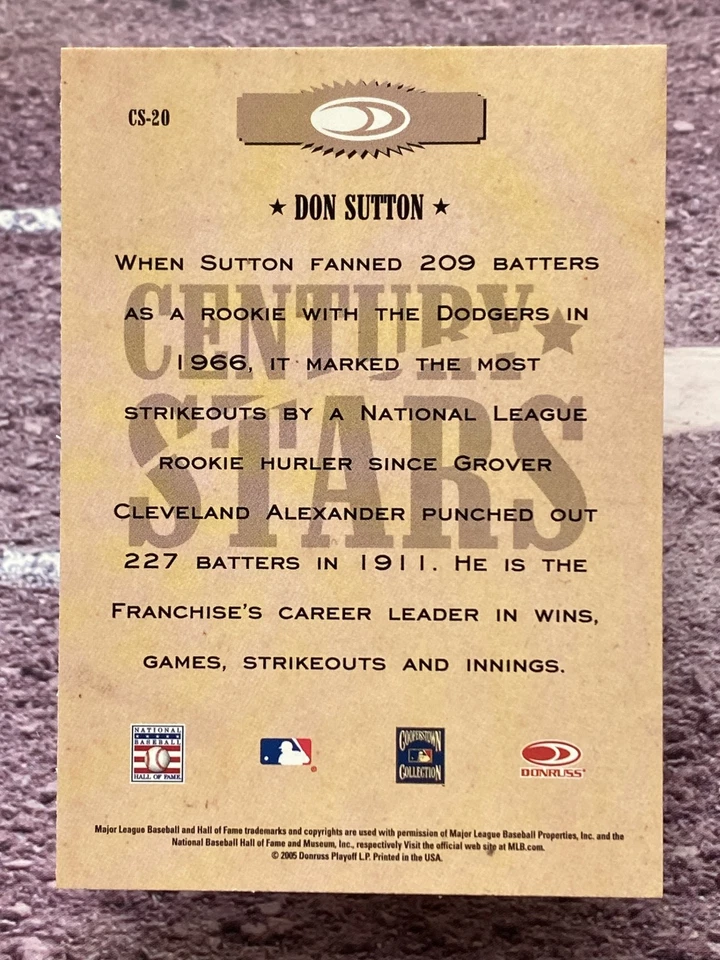 CS-20
★ DON SUTTON ★
CENTURY★
STARS
WHEN SUTTON FANNED 209 BATTERS
AS A ROOKIE WITH THE DODGERS IN
1966, IT MARKED THE MOST
STRIKEOUTS BY A NATIONAL LEAGUE
ROOKIE HURLER SINCE GROVER
CLEVELAND ALEXANDER PUNCHED OUT
227 BATTERS IN 1911. HE IS THE
FRANCHISE'S CAREER LEADER IN WINS,
GAMES, STRIKEOUTS AND INNINGS.
NATIONAL
BASEBALL
HALL OF FAME
COOPERSTOWN
COLLECTION
DONRUSS
Major League Baseball and Hall of Fame trademarks and copyrights are used with permission of Major League Baseball Properties, Inc. and the
National Baseball Hall of Fame and Museum, Inc., respectively Visit the official web site at MLB.com.
© 2005 Donruss Playoff L.P. Printed in the USA.